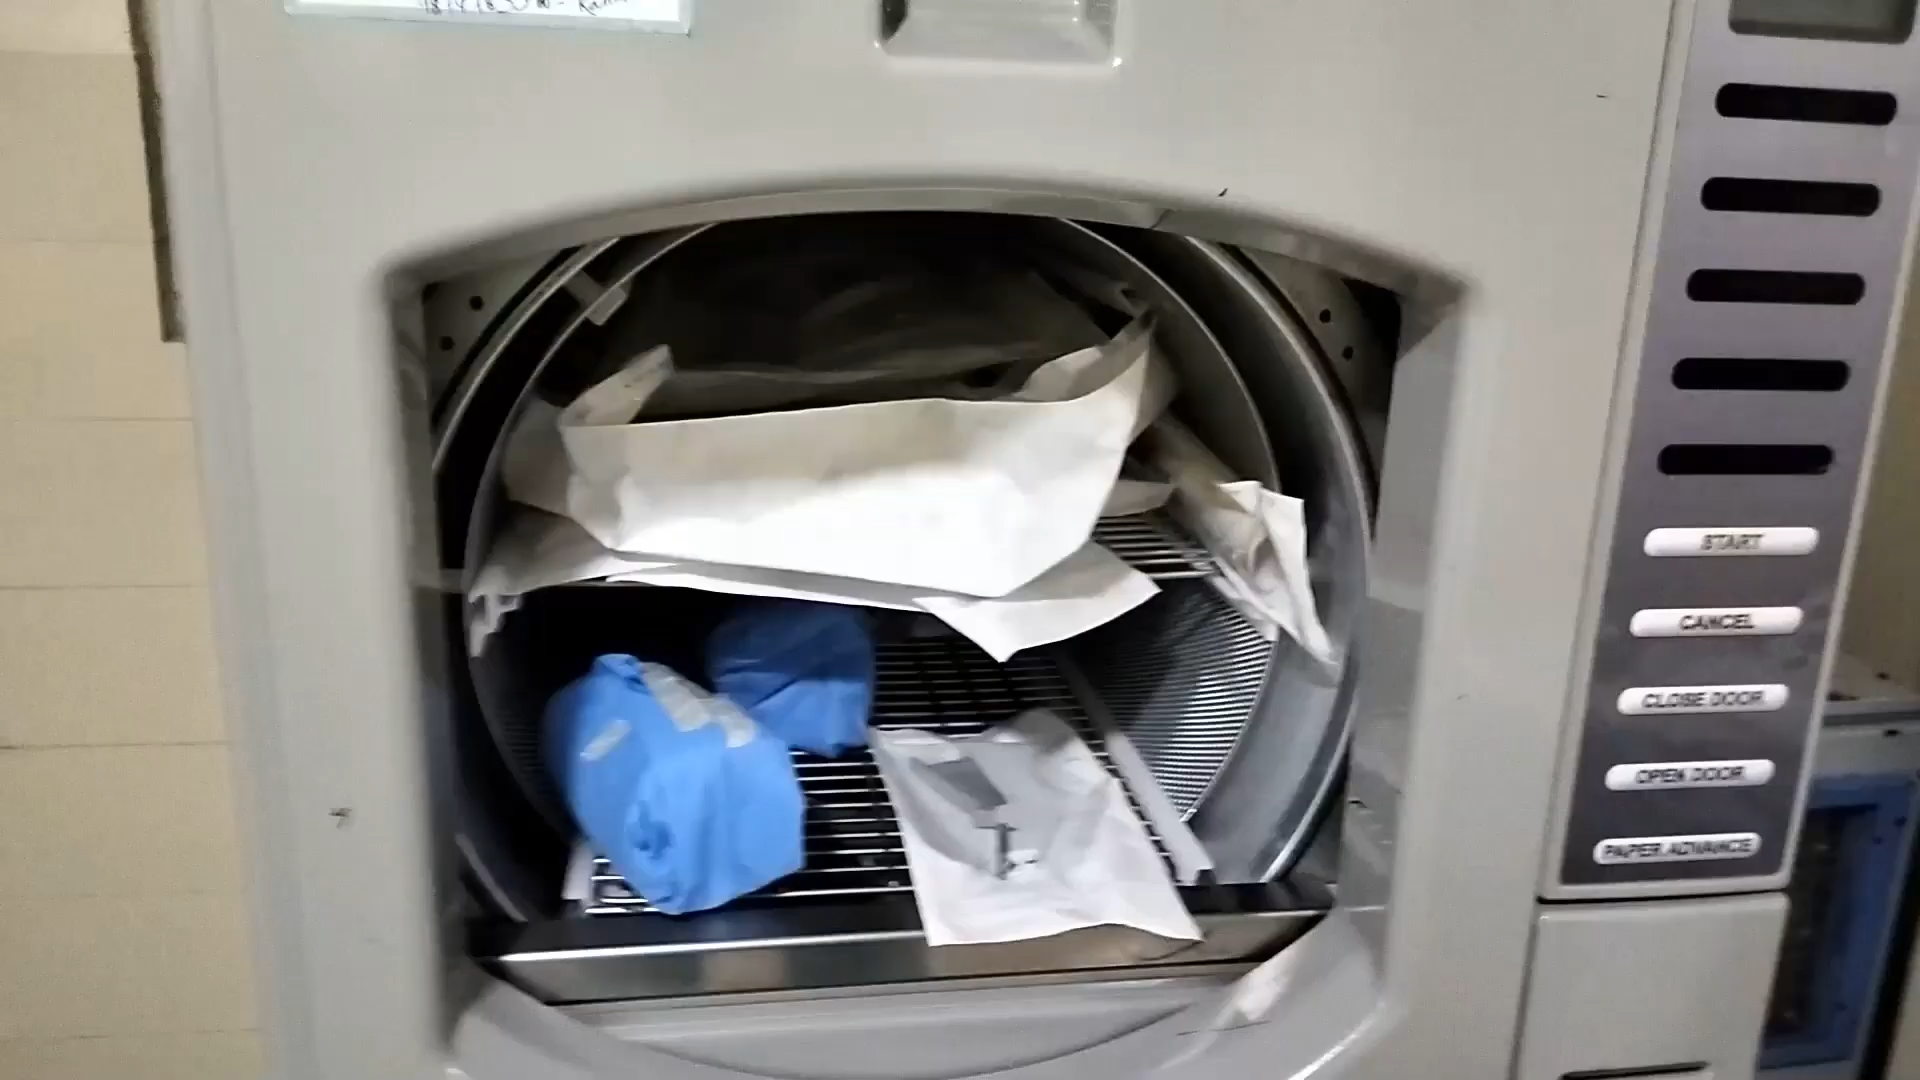 START
CANCEL
CLOSE DOOR
OPEN DOOR
PAPER ADVANCE